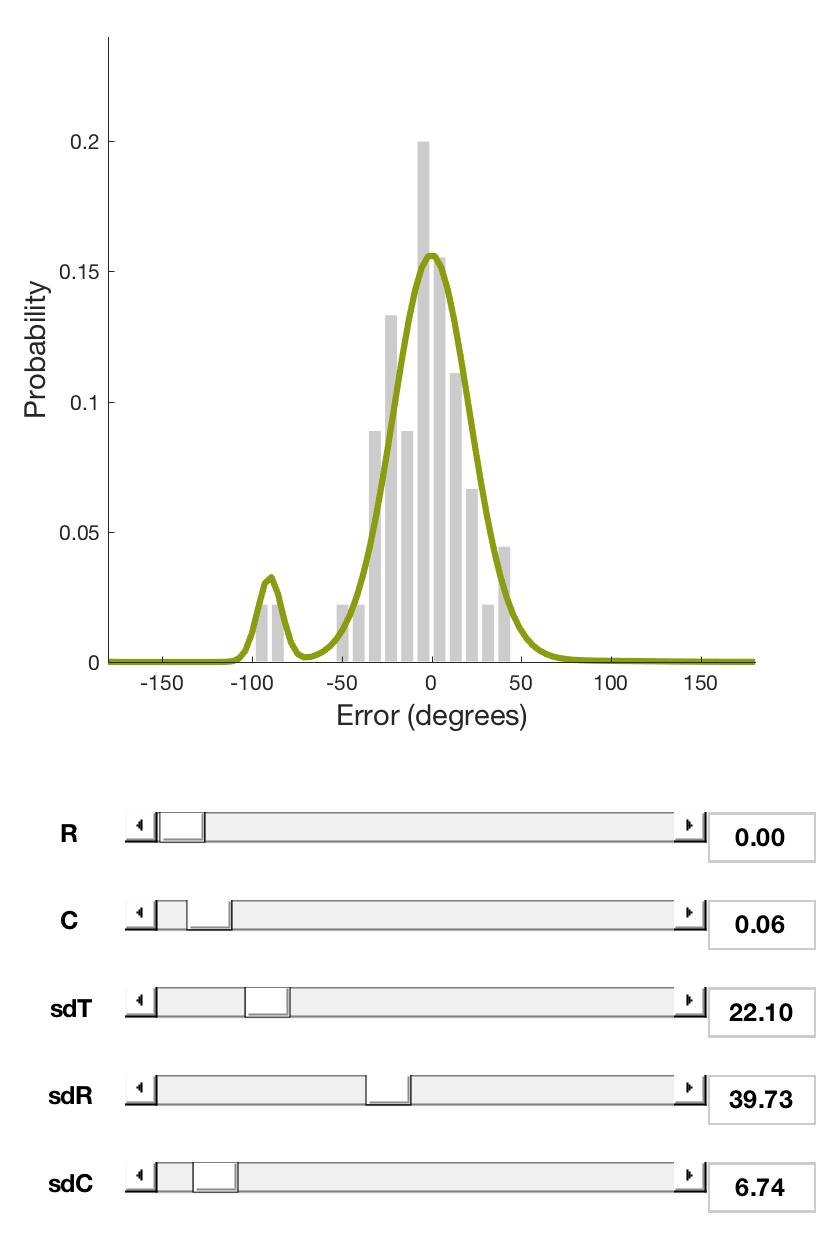 0.2
0.15
Probability
0.1
0.05
0
-150 -100 -50 0 50 100 150
Error (degrees)
R 0.00
C 0.06
sdT 22.10
sdR 39.73
sdC 6.74